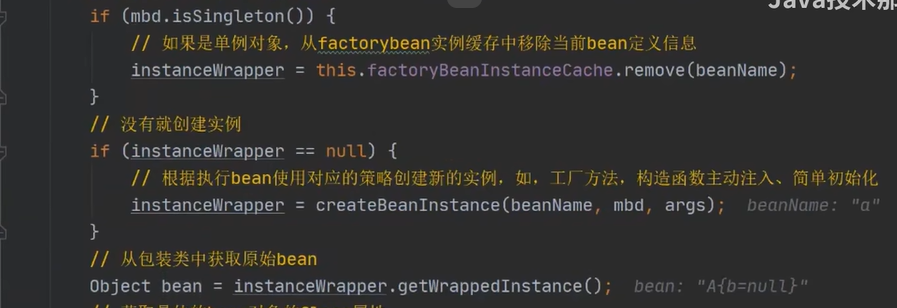 Java技术那
if (mbd.isSingleton()) {
// 如果是单例对象，从factorybean实例缓存中移除当前bean定义信息
instanceWrapper = this.factoryBeanInstanceCache.remove(beanName);
}
// 没有就创建实例
if (instanceWrapper == null) {
// 根据执行bean使用对应的策略创建新的实例，如，工厂方法，构造函数主动注入、简单初始化
instanceWrapper = createBeanInstance(beanName, mbd, args); beanName: "a"
}
// 从包装类中获取原始bean
Object bean = instanceWrapper.getWrappedInstance(); bean: "A{b=null}"